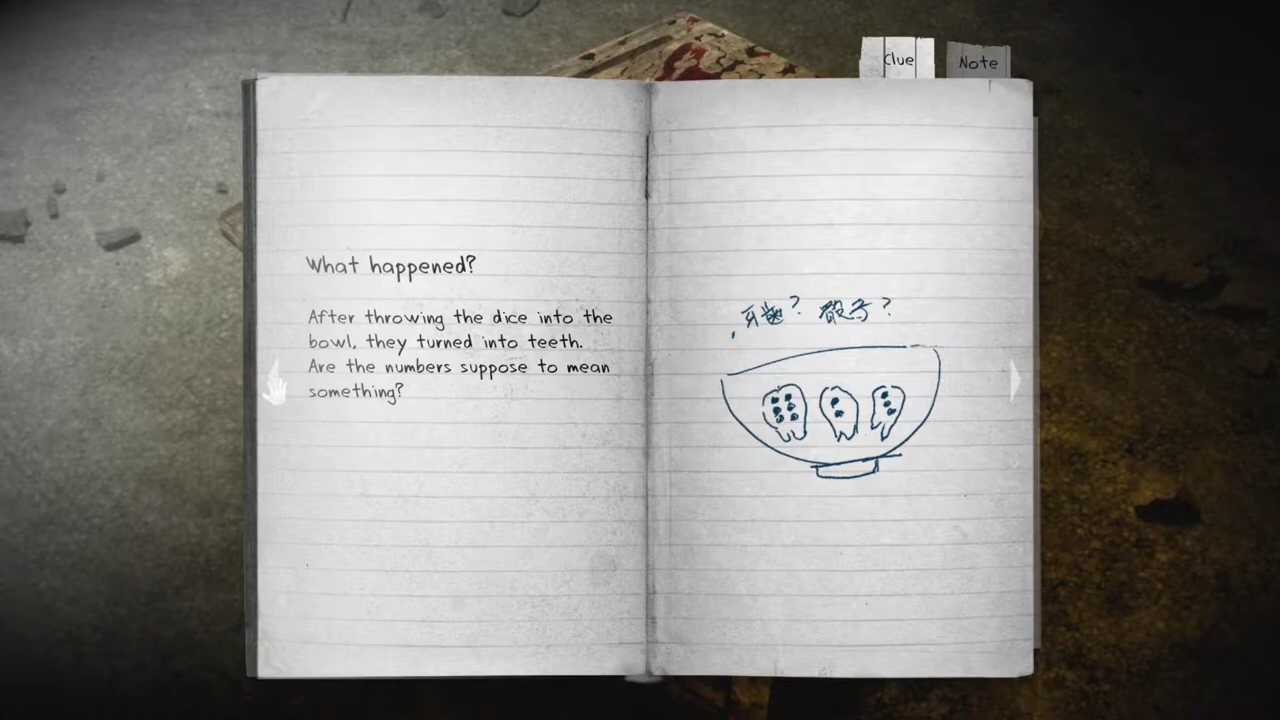 Clue
Note
What happened?
After throwing the dice into the
bowl, they turned into teeth.
Are the numbers suppose to mean
something?
牙齒? 骰子?